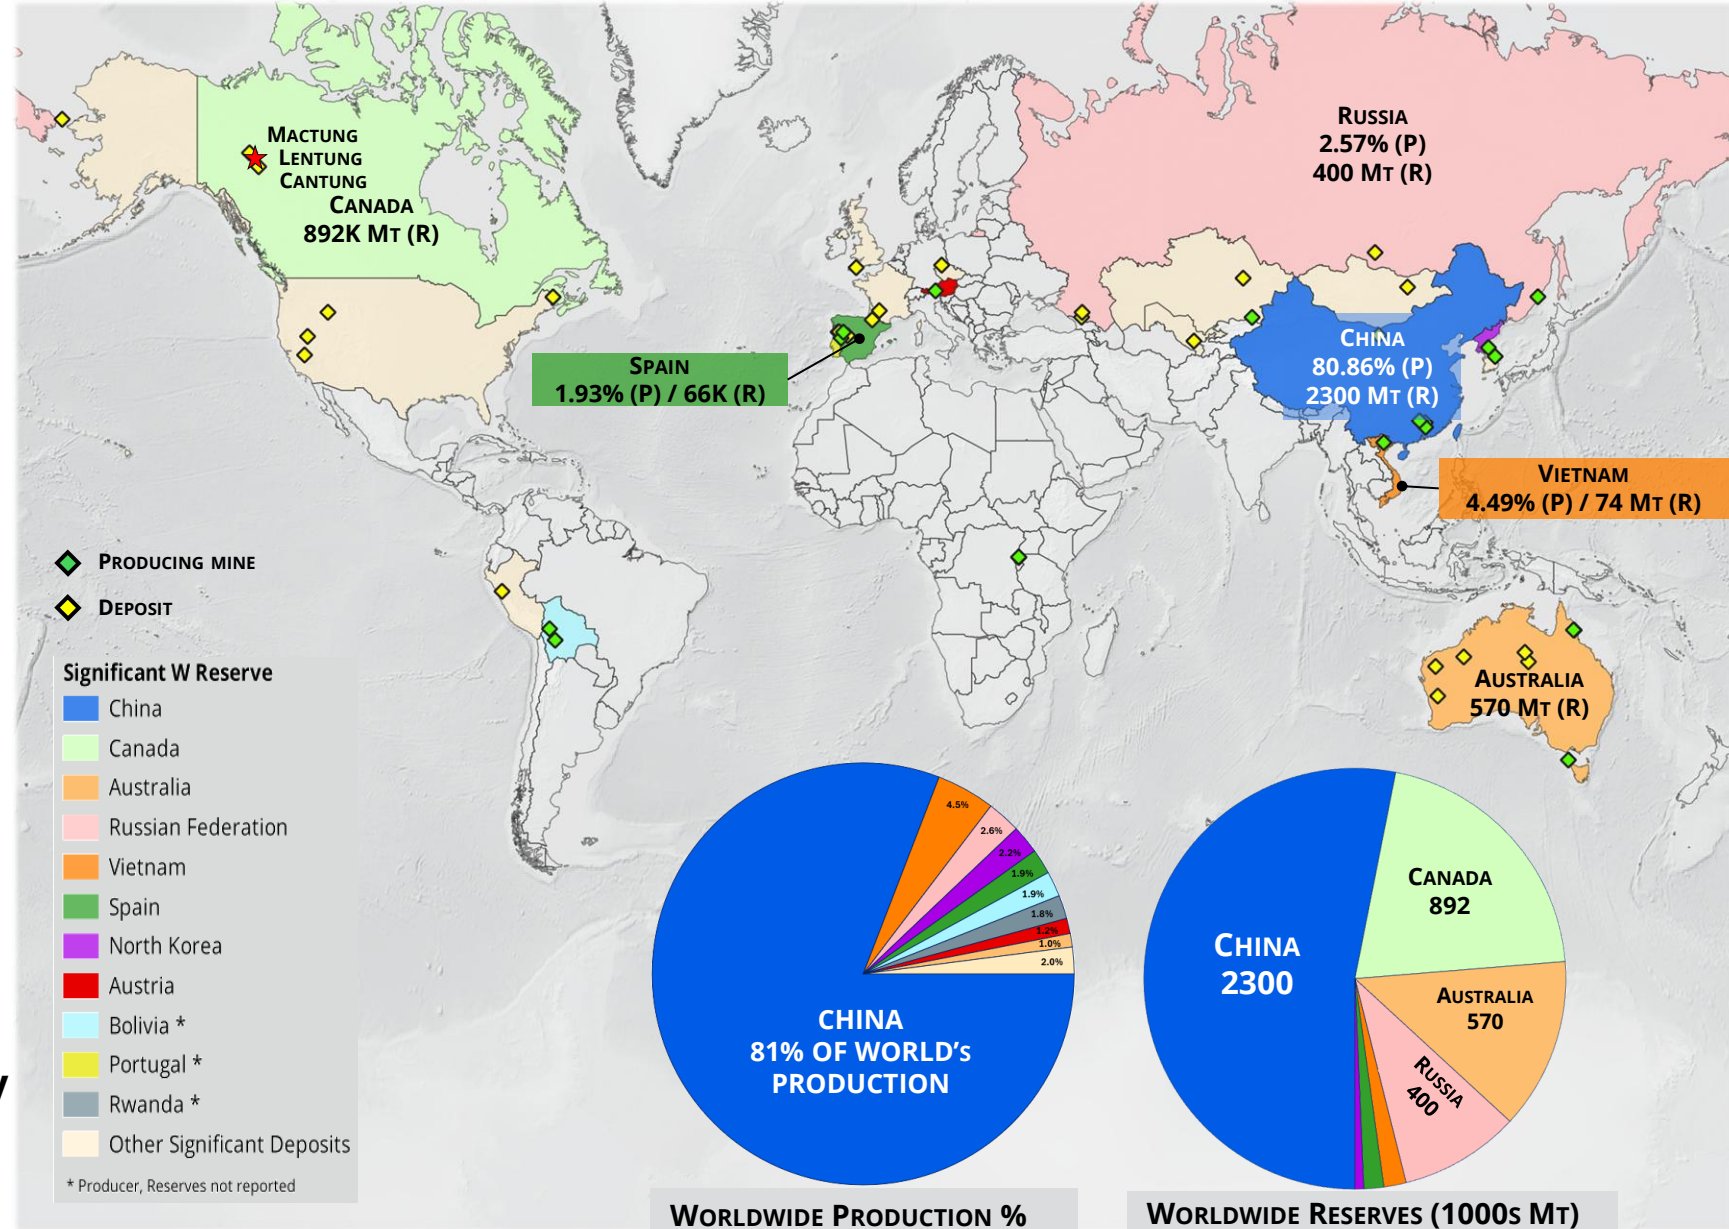 MACTUNG
LENTUNG
CANTUNG
CANADA
892K MT (R)
RUSSIA
2.57% (P)
400 MT (R)
SPAIN
1.93% (P) / 66K (R)
CHINA
80.86% (P)
2300 MT (R)
VIETNAM
4.49% (P) / 74 MT (R)
AUSTRALIA
570 MT (R)
PRODUCING MINE
DEPOSIT
Significant W Reserve
China
Canada
Australia
Russian Federation
Vietnam
Spain
North Korea
Austria
Bolivia *
Portugal *
Rwanda *
Other Significant Deposits
* Producer, Reserves not reported
4.5%
2.6%
2.2%
1.9%
1.9%
1.8%
1.2%
1.0%
2.0%
CHINA
81% OF WORLD'S
PRODUCTION
WORLDWIDE PRODUCTION %
CANADA
892
CHINA
2300
AUSTRALIA
570
RUSSIA
400
WORLDWIDE RESERVES (1000S MT)